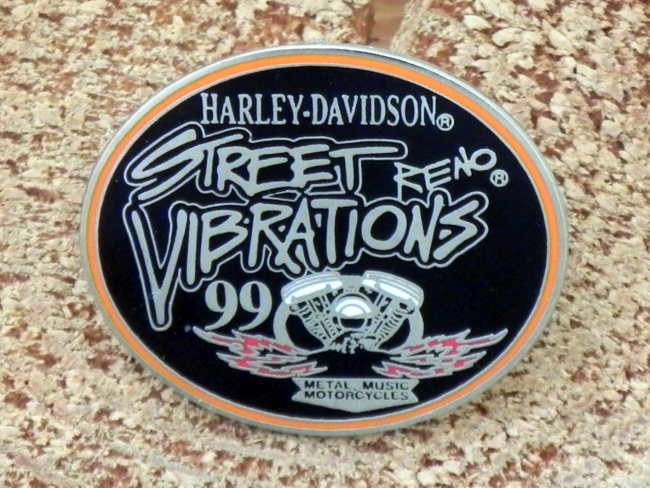 HARLEY-DAVIDSON®
STREET RENO®
VIBRATIONS
99
METAL, MUSIC
MOTORCYCLES